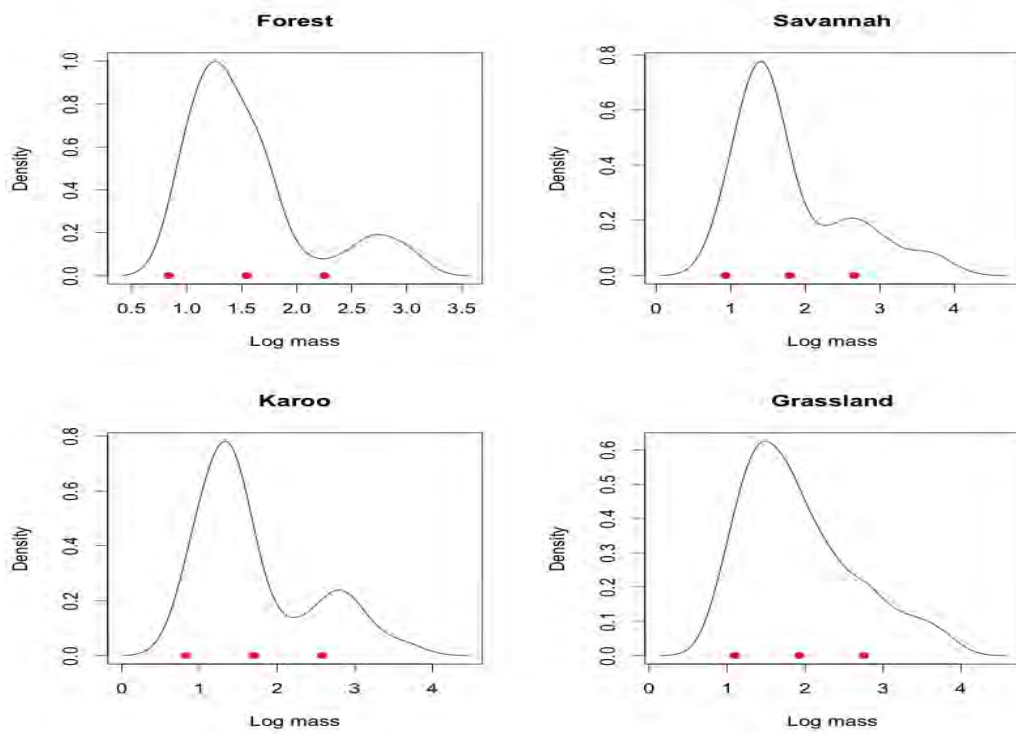 Forest
Density
0.0 0.2 0.4 0.6 0.8 1.0
0.5 1.0 1.5 2.0 2.5 3.0 3.5
Log mass
Savannah
Density
0.0 0.2 0.4 0.6 0.8
0 1 2 3 4
Log mass
Karoo
Density
0.0 0.2 0.4 0.6 0.8
0 1 2 3 4
Log mass
Grassland
Density
0.0 0.1 0.2 0.3 0.4 0.5 0.6
0 1 2 3 4
Log mass